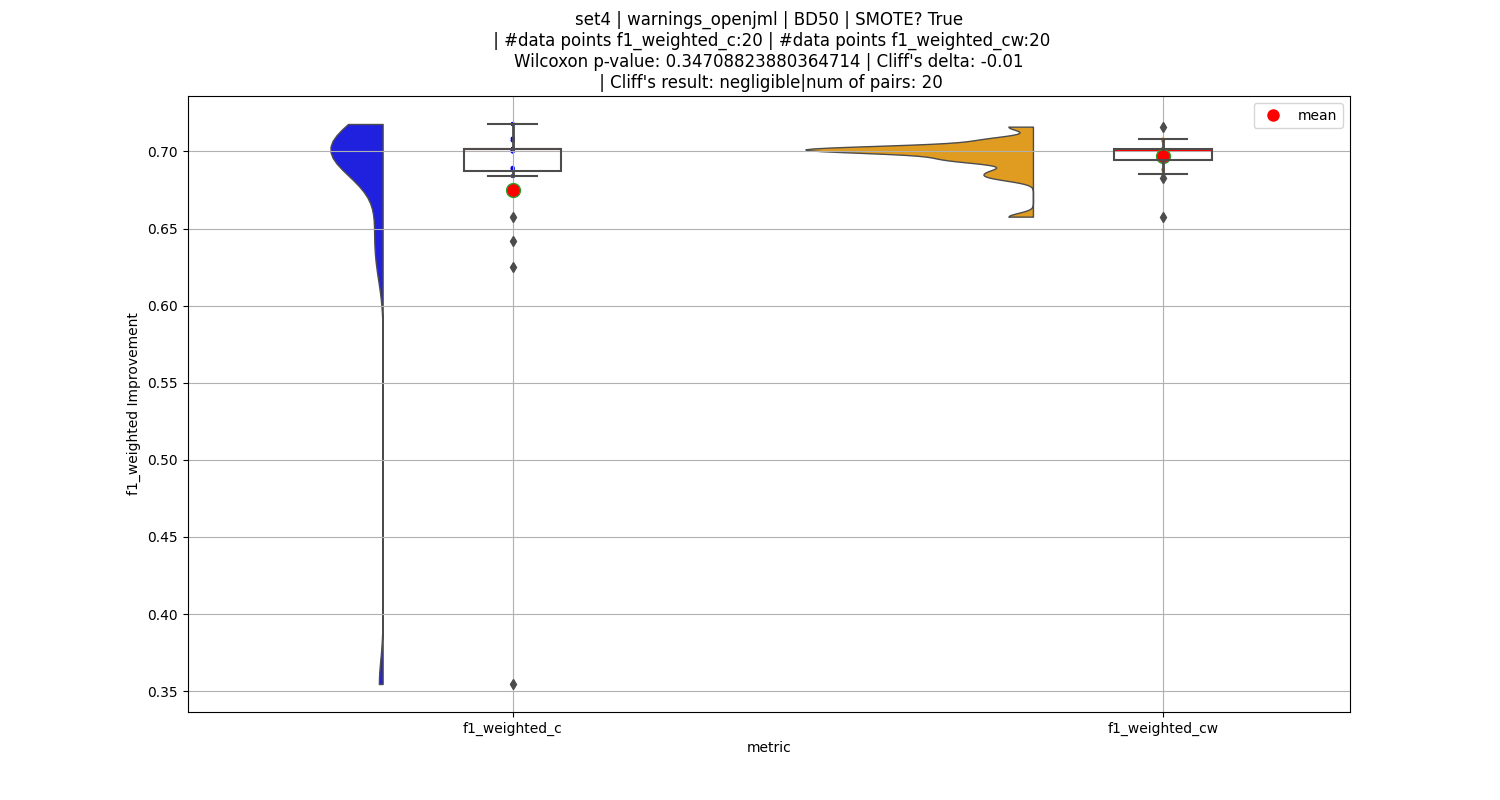 set4 | warnings_openjml | BD50 | SMOTE? True
| #data points f1_weighted_c:20 | #data points f1_weighted_cw:20
Wilcoxon p-value: 0.34708823880364714 | Cliff's delta: -0.01
| Cliff's result: negligible|num of pairs: 20
mean
0.70
0.65
0.60
0.55
0.50
0.45
0.40
0.35
f1_weighted Improvement
f1_weighted_c
f1_weighted_cw
metric